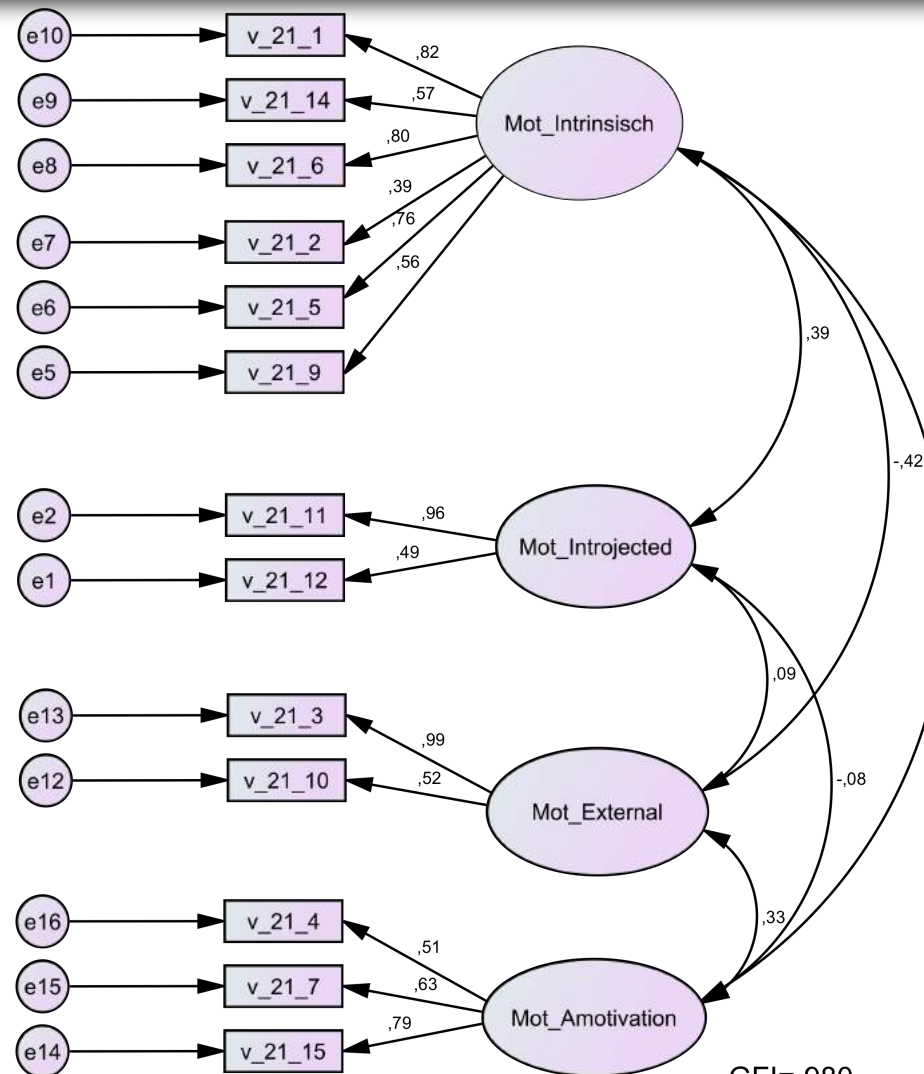 e10
v_21_1
,82
e9
v_21_14
,57
Mot_Intrinsisch
e8
v_21_6
,80
,39
e7
v_21_2
,76
e6
v_21_5
,56
e5
v_21_9
,39
-,42
e2
v_21_11
,96
Mot_Introjected
e1
v_21_12
,49
,09
e13
v_21_3
,99
e12
v_21_10
,52
Mot_External
-,08
e16
v_21_4
,51
,33
e15
v_21_7
,63
Mot_Amotivation
e14
v_21_15
,79